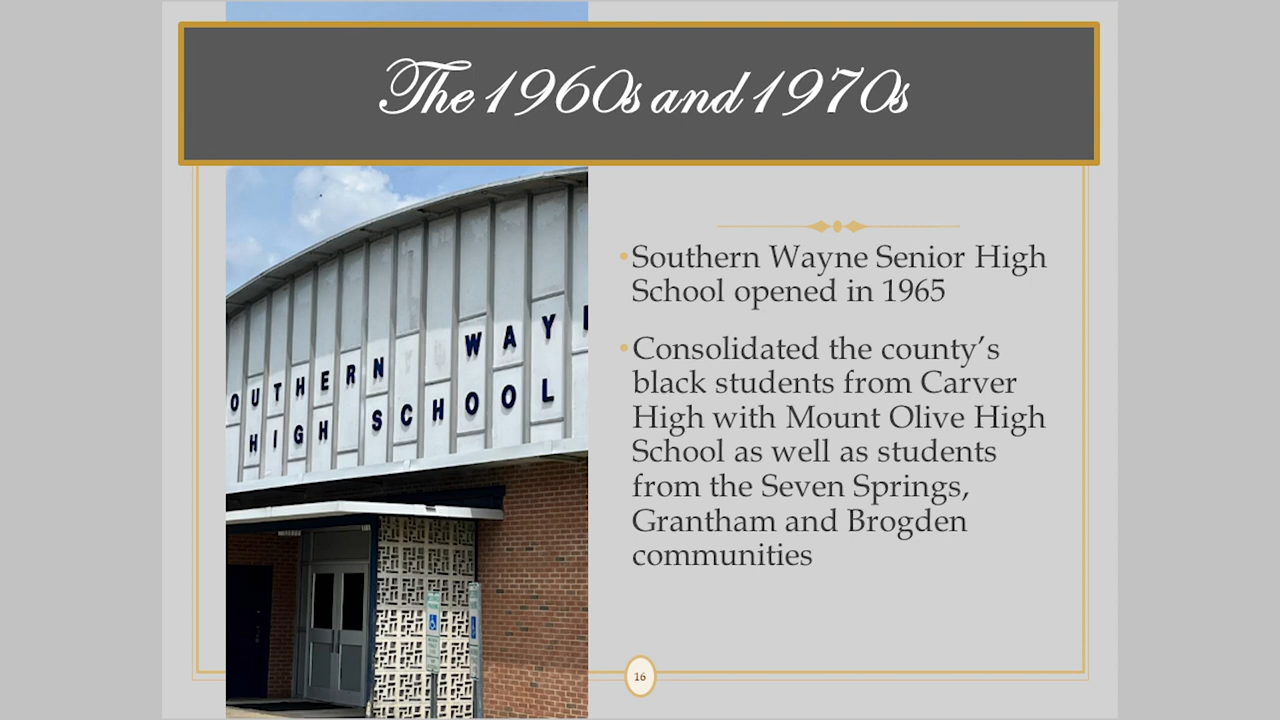 The 1960s and 1970s
OUTHERN WAY
HIGH SCHOOL
•Southern Wayne Senior High
School opened in 1965
•Consolidated the county’s
black students from Carver
High with Mount Olive High
School as well as students
from the Seven Springs,
Grantham and Brogden
communities
16